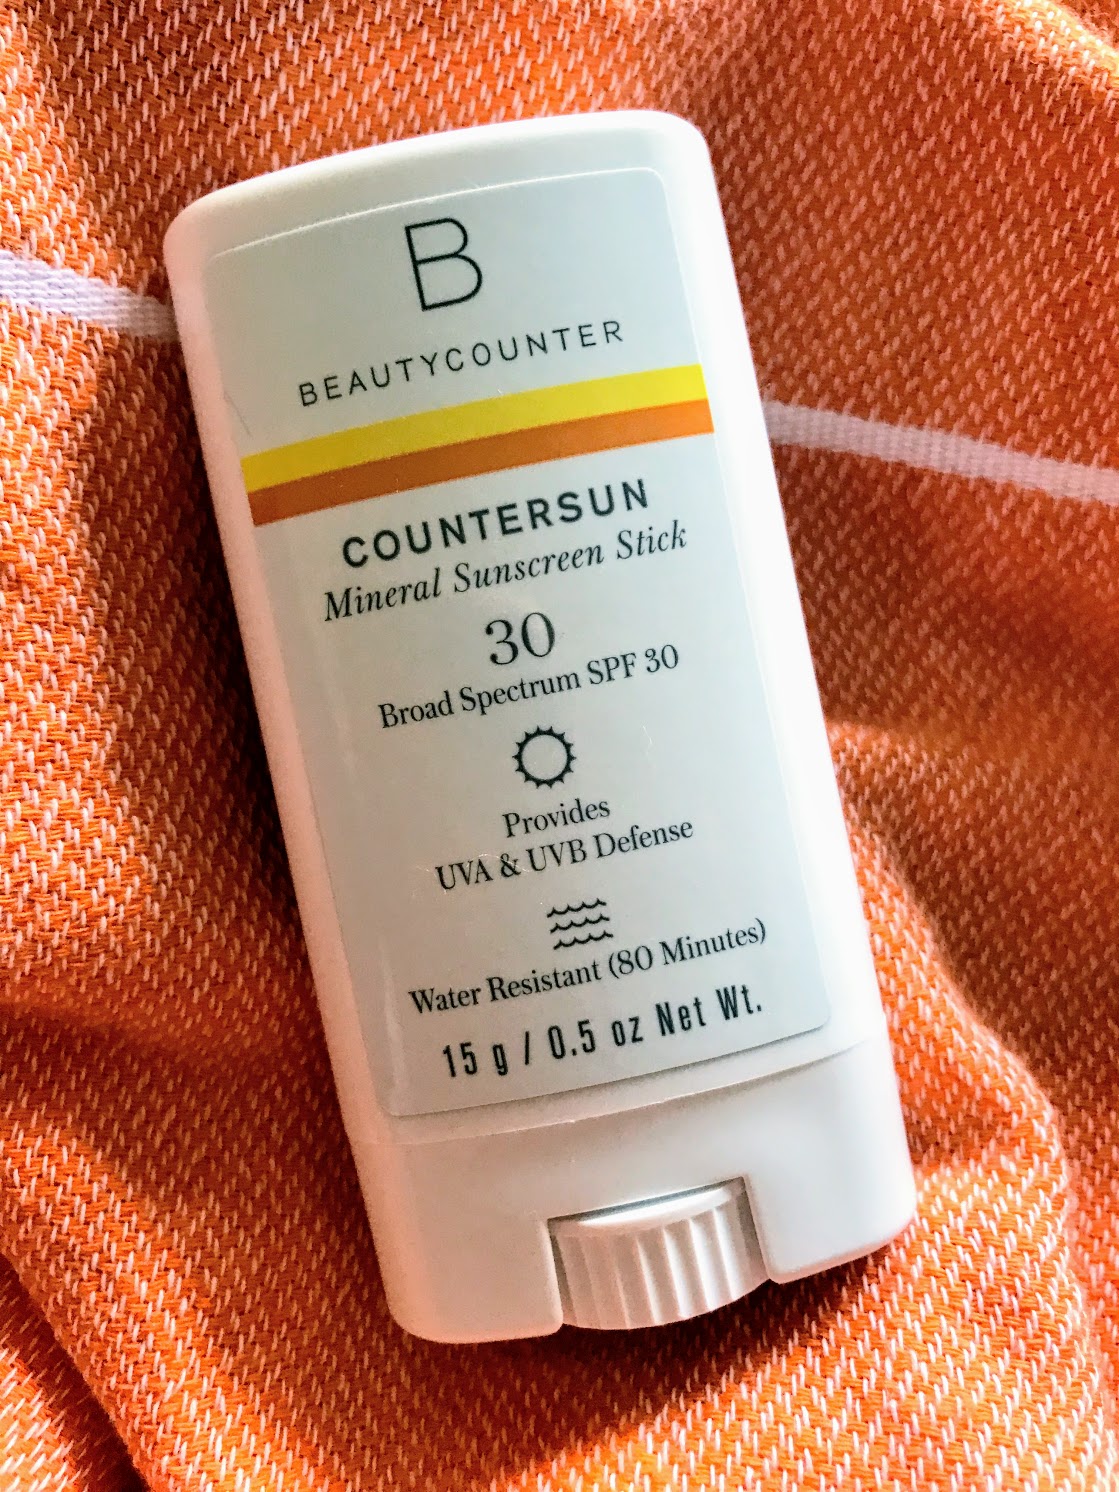 B
BEAUTYCOUNTER
COUNTERSUN
Mineral Sunscreen Stick
30
Broad Spectrum SPF 30
Provides
UVA & UVB Defense
Water Resistant (80 Minutes)
15 g / 0.5 oz Net Wt.